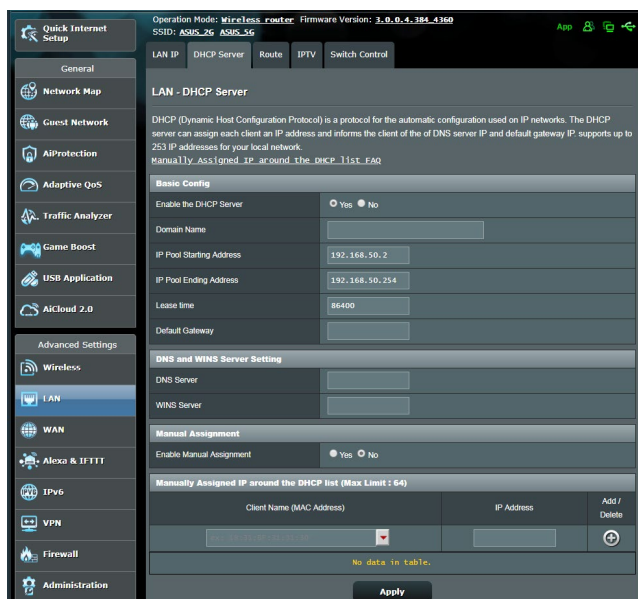 Quick Internet
Setup
Operation Mode: Wireless router Firmware Version: 3.0.0.4.384_4360
SSID: ASUS_2G ASUS_5G
App
LAN IP DHCP Server Route IPTV Switch Control
General
Network Map
Guest Network
AiProtection
Adaptive QoS
Traffic Analyzer
Game Boost
USB Application
AiCloud 2.0
Advanced Settings
Wireless
LAN
WAN
Alexa & IFTTT
IPv6
VPN
Firewall
Administration
LAN - DHCP Server
DHCP (Dynamic Host Configuration Protocol) is a protocol for the automatic configuration used on IP networks. The DHCP
server can assign each client an IP address and informs the client of the of DNS server IP and default gateway IP. supports up to
253 IP addresses for your local network.
Manually Assigned IP around the DHCP list FAQ
Basic Config
Enable the DHCP Server Yes No
Domain Name
IP Pool Starting Address 192.168.50.2
IP Pool Ending Address 192.168.50.254
Lease time 86400
Default Gateway
DNS and WINS Server Setting
DNS Server
WINS Server
Manual Assignment
Enable Manual Assignment Yes No
Manually Assigned IP around the DHCP list (Max Limit : 64)
Client Name (MAC Address) IP Address Add /
Delete
No data in table.
Apply